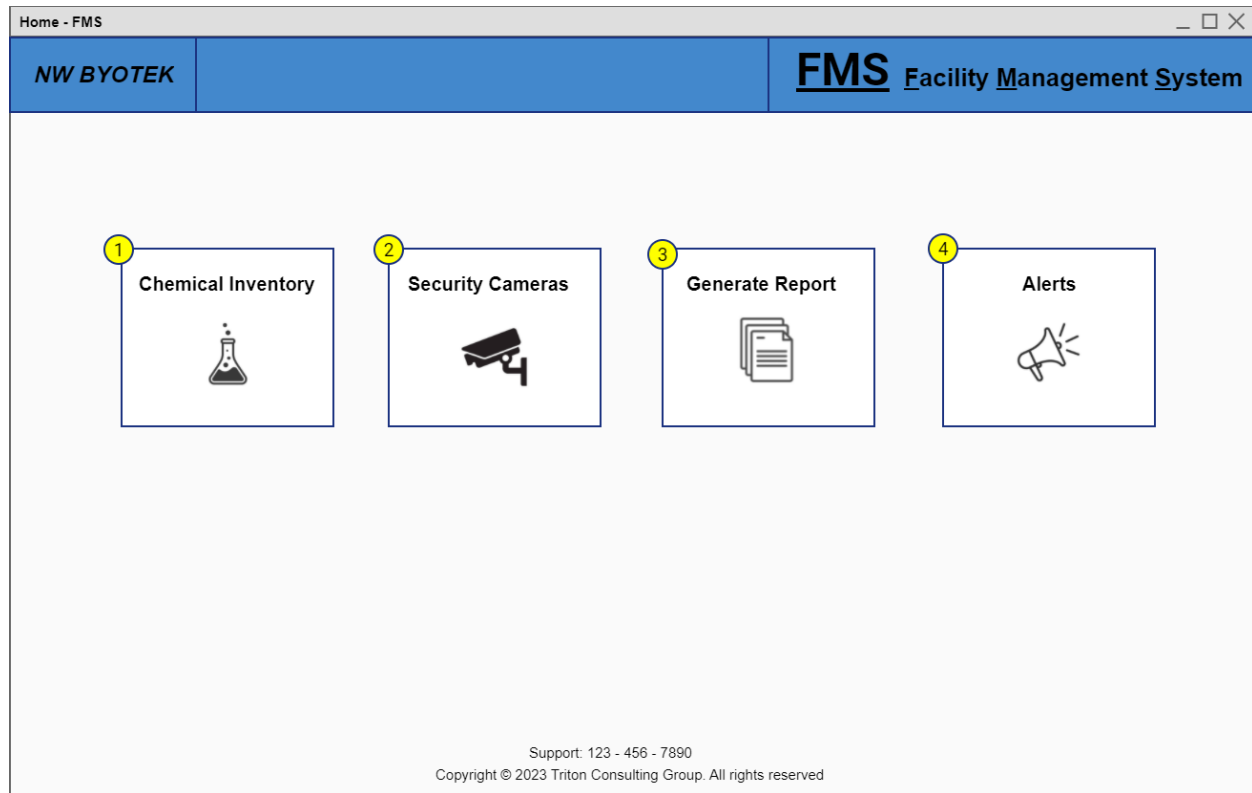 Home - FMS
NW BYOTEK
FMS Facility Management System
1
2
3
4
Chemical Inventory
Security Cameras
Generate Report
Alerts
Support: 123 - 456 - 7890
Copyright © 2023 Triton Consulting Group. All rights reserved